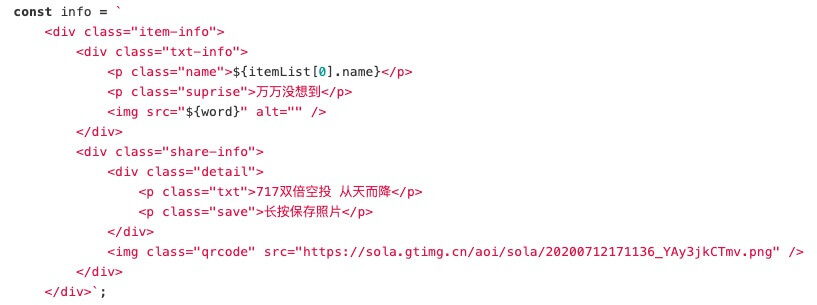 const info = `
    <div class="item-info">
        <div class="txt-info">
            <p class="name">${itemList[0].name}</p>
            <p class="suprise">万万没想到</p>
            <img src="${word}" alt="" />
        </div>
        <div class="share-info">
            <div class="detail">
                <p class="txt">717双倍空投 从天而降</p>
                <p class="save">长按保存照片</p>
            </div>
            <img class="qrcode" src="https://sola.gtimg.cn/aoi/sola/20200712171136_YAy3jkCTmv.png" />
        </div>
    </div>`;